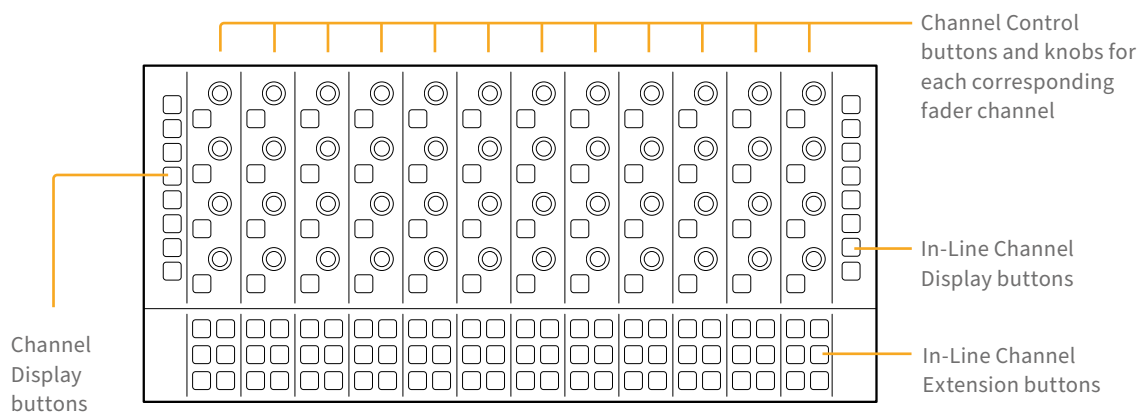 Channel Control
buttons and knobs for
each corresponding
fader channel
In-Line Channel
Display buttons
Channel
Display
buttons
In-Line Channel
Extension buttons